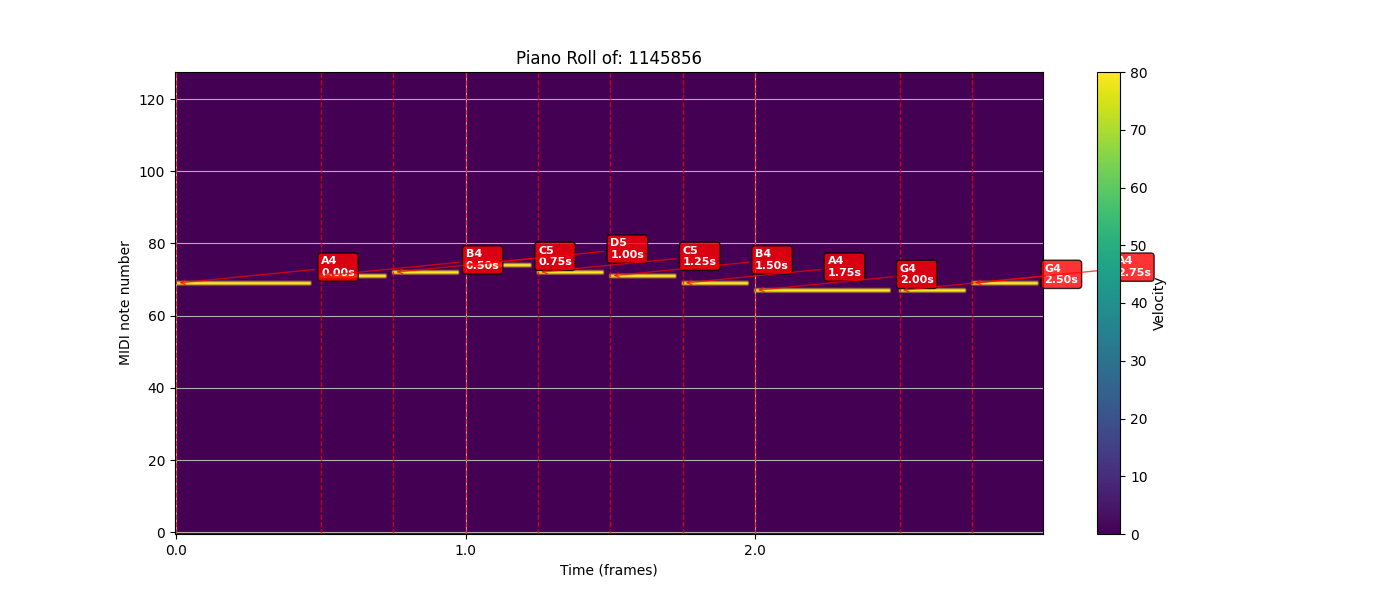 Piano Roll of: 1145856
MIDI note number
120
100
80
60
40
20
0
A4
0.00s
B4
0.50s
C5
0.75s
D5
1.00s
C5
1.25s
B4
1.50s
A4
1.75s
G4
2.00s
G4
2.50s
A4
2.75s
0.0
1.0
2.0
Time (frames)
80
70
60
50
40
30
20
10
0
Velocity